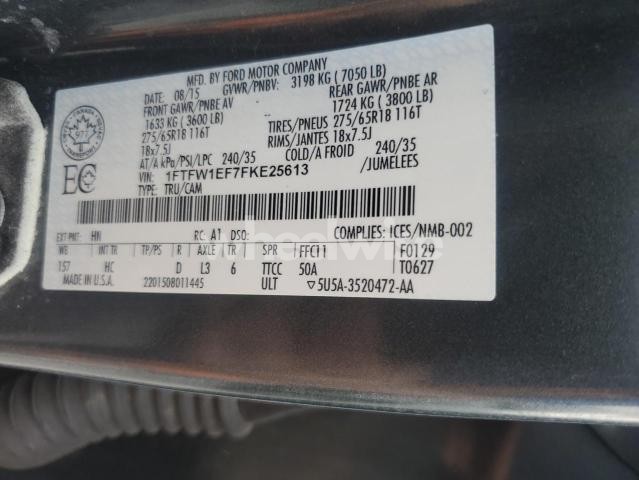 MFD. BY FORD MOTOR COMPANY
DATE: 08/15 GVWR/PNBV: 3198 KG ( 7050 LB)
FRONT GAWR/PNBE AV REAR GAWR/PNBE AR
1633 KG ( 3600 LB) 1724 KG ( 3800 LB)
275/65R18 116T TIRES/PNEUS 275/65R18 116T
18x7.5J RIMS/JANTES 18x7.5J
AT/A kPa/PSI/LPC 240/35 COLD/A FROID 240/35
VIN: 1FTFW1EF7FKE25613 /JUMELEES
TYPE: TRU/CAM
EC
977
EXT PNT: HN RC: A1 DSO: COMPLIES: ICES/NMB-002
WB INT TR TP/PS R AXLE TR SPR FFC11 F0129
157 HC D L3 6 TTCC 50A T0627
MADE IN U.S.A. 2201508011445 ULT ▽5U5A-3520472-AA
wheelwire